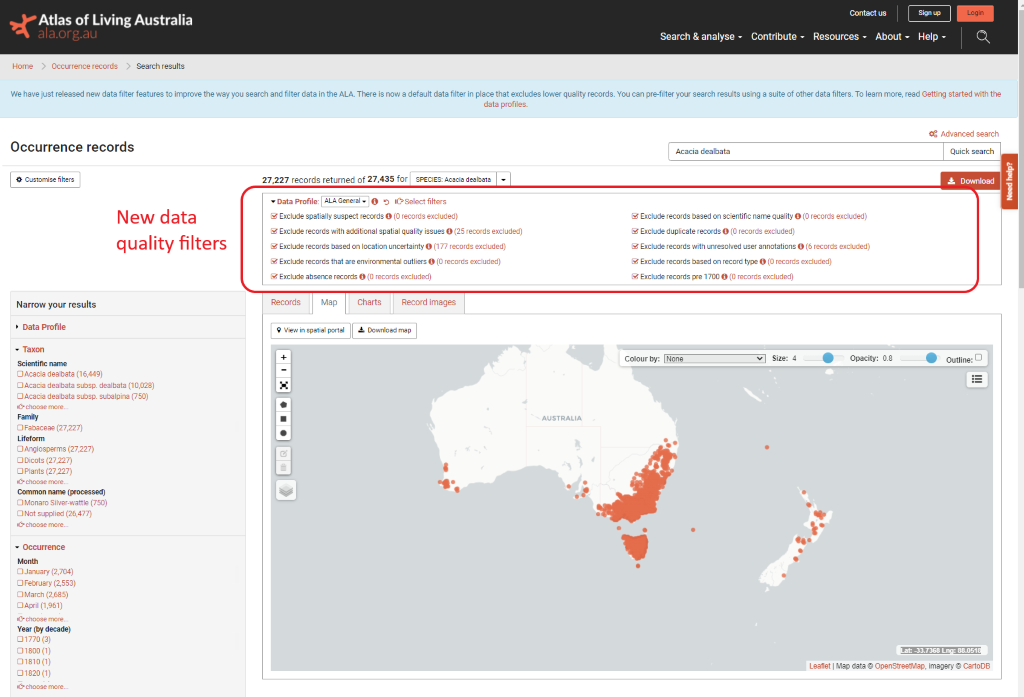 Atlas of Living Australia
ala.org.au
Contact us
Sign up
Login
Search & analyse
Contribute
Resources
About
Help
Home > Occurrence records > Search results
We have just released new data filter features to improve the way you search and filter data in the ALA. There is now a default data filter in place that excludes lower quality records. You can pre-filter your search results using a suite of other data filters. To learn more, read Getting started with the
data profiles.
Advanced search
Occurrence records
Acacia dealbata
Quick search
Need help?
Customise filters
27,227 records returned of 27,435 for
SPECIES: Acacia dealbata
Download
New data
quality filters
Data Profile: ALA General
Select filters
Exclude spatially suspect records (0 records excluded)
Exclude records based on scientific name quality (0 records excluded)
Exclude records with additional spatial quality issues (25 records excluded)
Exclude duplicate records (0 records excluded)
Exclude records based on location uncertainty (177 records excluded)
Exclude records with unresolved user annotations (6 records excluded)
Exclude records that are environmental outliers (0 records excluded)
Exclude records based on record type (0 records excluded)
Exclude absence records (0 records excluded)
Exclude records pre 1700 (0 records excluded)
Narrow your results
Data Profile
Taxon
Scientific name
Acacia dealbata (16,449)
Acacia dealbata subsp. dealbata (10,028)
Acacia dealbata subsp. subalpina (750)
choose more...
Family
Fabaceae (27,227)
Lifeform
Angiosperms (27,227)
Dicots (27,227)
Plants (27,227)
choose more...
Common name (processed)
Monaro Silver-wattle (750)
Not supplied (26,477)
choose more...
Occurrence
Month
January (2,704)
February (2,553)
March (2,685)
April (1,961)
choose more...
Year (by decade)
1770 (3)
1800 (1)
1810 (1)
1820 (1)
choose more...
Records
Map
Charts
Record images
View in spatial portal
Download map
+
−
Colour by: None
Size: 4
Opacity: 0.8
Outline:
AUSTRALIA
Lat: -33.7368 Lng: 88.0518
Leaflet | Map data © OpenStreetMap, imagery © CartoDB